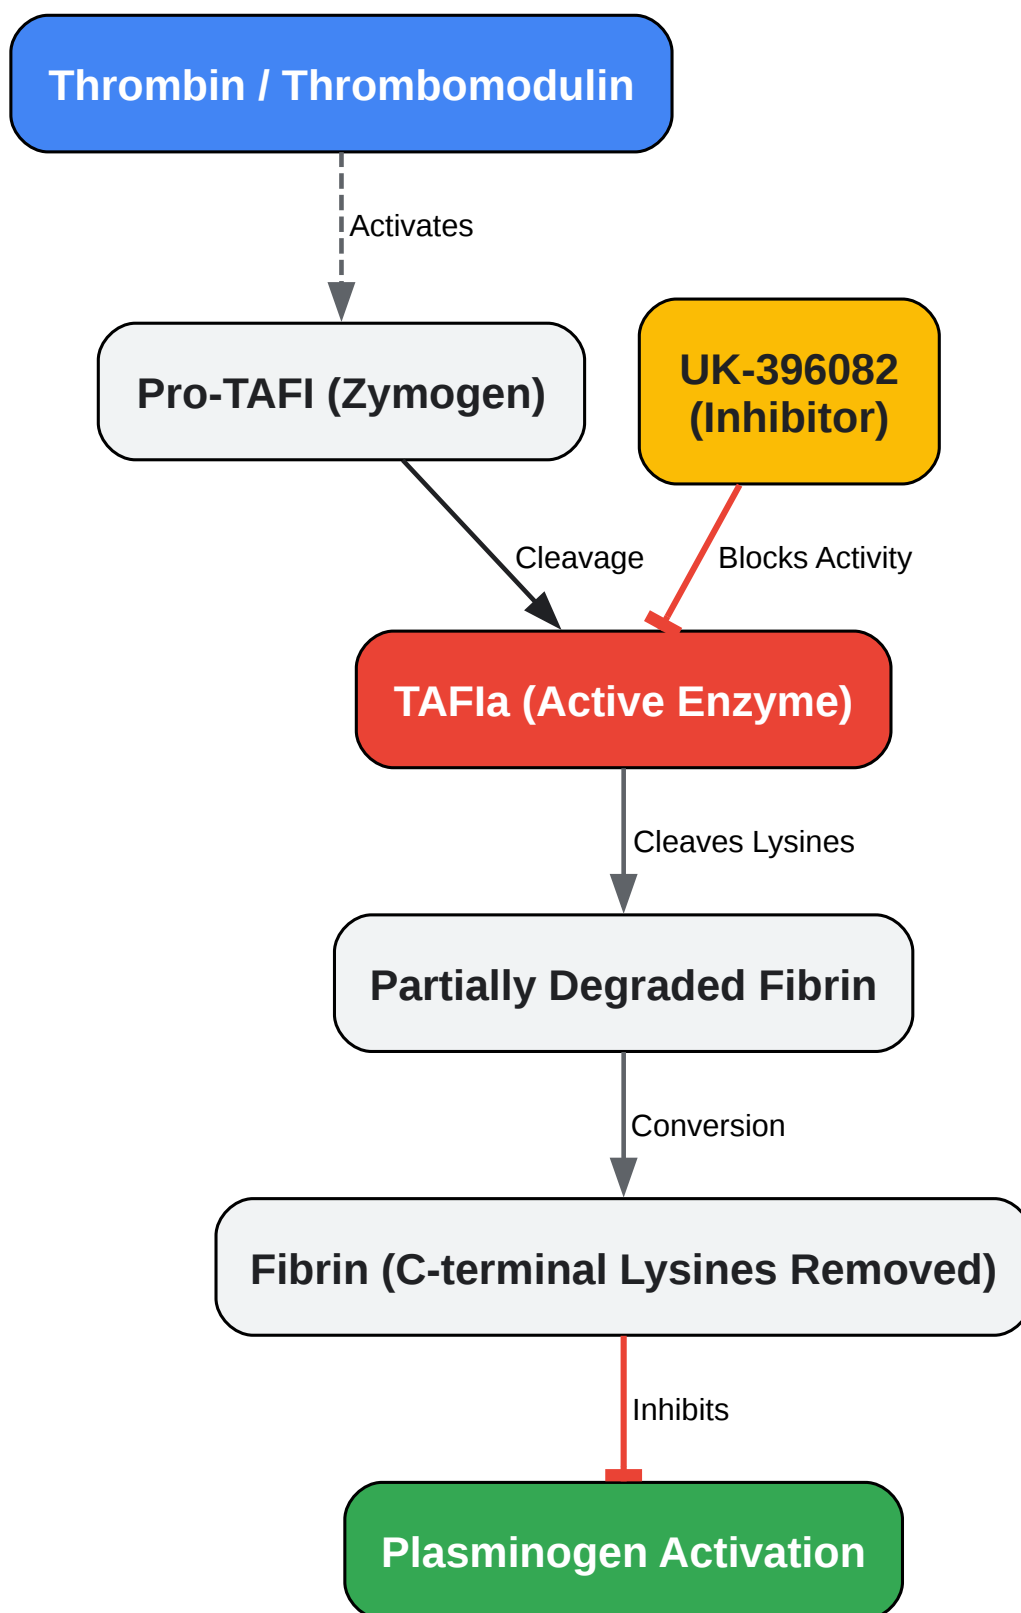 Thrombin / Thrombomodulin
Activates
Pro-TAFI (Zymogen)
UK-396082
(Inhibitor)
Cleavage
Blocks Activity
TAFIa (Active Enzyme)
Cleaves Lysines
Partially Degraded Fibrin
Conversion
Fibrin (C-terminal Lysines Removed)
Inhibits
Plasminogen Activation